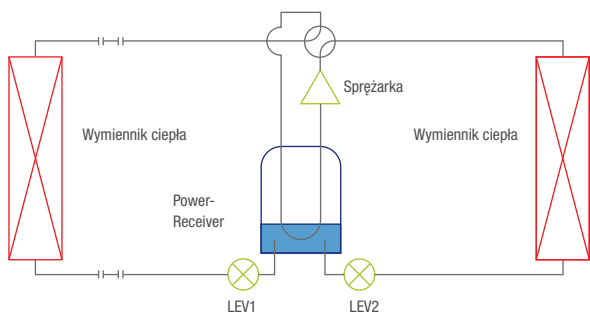 Sprężarka
Wymiennik ciepła
Wymiennik ciepła
Power-
Receiver
LEV1
LEV2